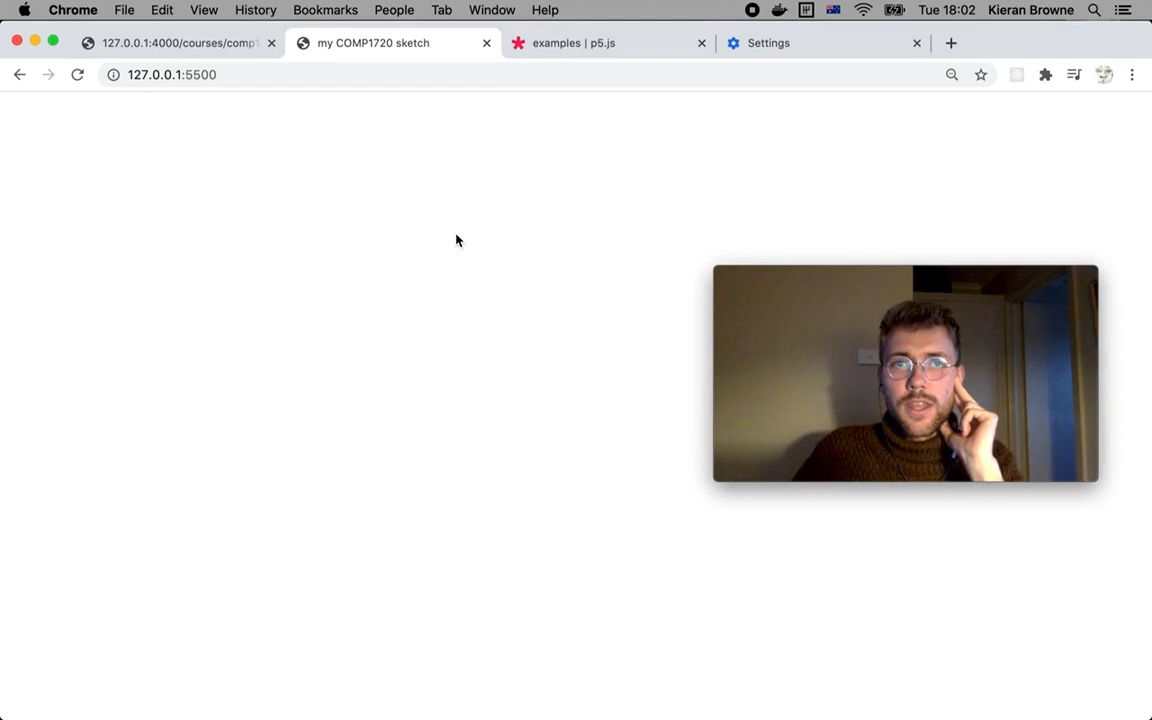 Chrome File Edit View History Bookmarks People Tab Window Help Tue 18:02 Kieran Browne
127.0.0.1:4000/courses/comp1 my COMP1720 sketch examples | p5.js Settings
127.0.0.1:5500